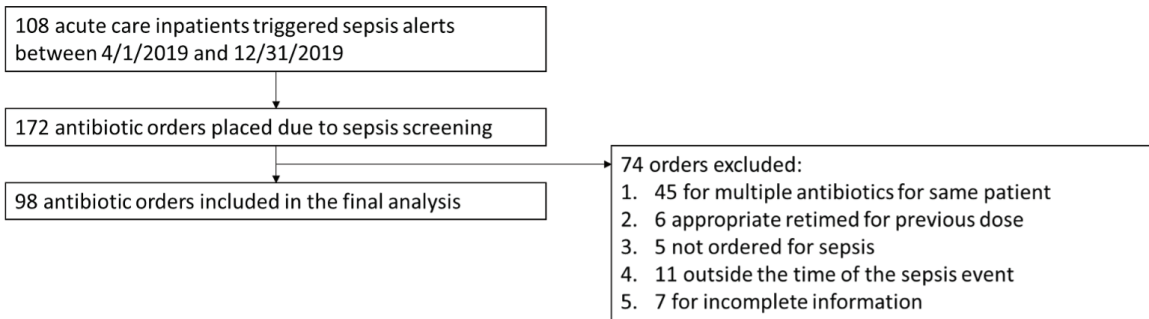 108 acute care inpatients triggered sepsis alerts
between 4/1/2019 and 12/31/2019
172 antibiotic orders placed due to sepsis screening
74 orders excluded:
1. 45 for multiple antibiotics for same patient
2. 6 appropriate retimed for previous dose
3. 5 not ordered for sepsis
4. 11 outside the time of the sepsis event
5. 7 for incomplete information
98 antibiotic orders included in the final analysis